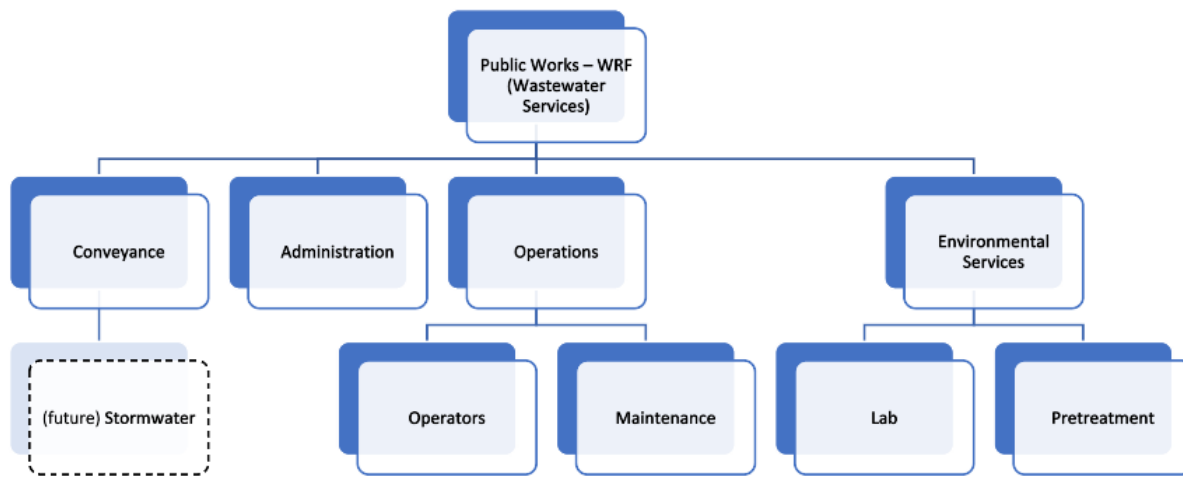 Public Works – WRF
(Wastewater
Services)
Conveyance
Administration
Operations
Environmental
Services
(future) Stormwater
Operators
Maintenance
Lab
Pretreatment